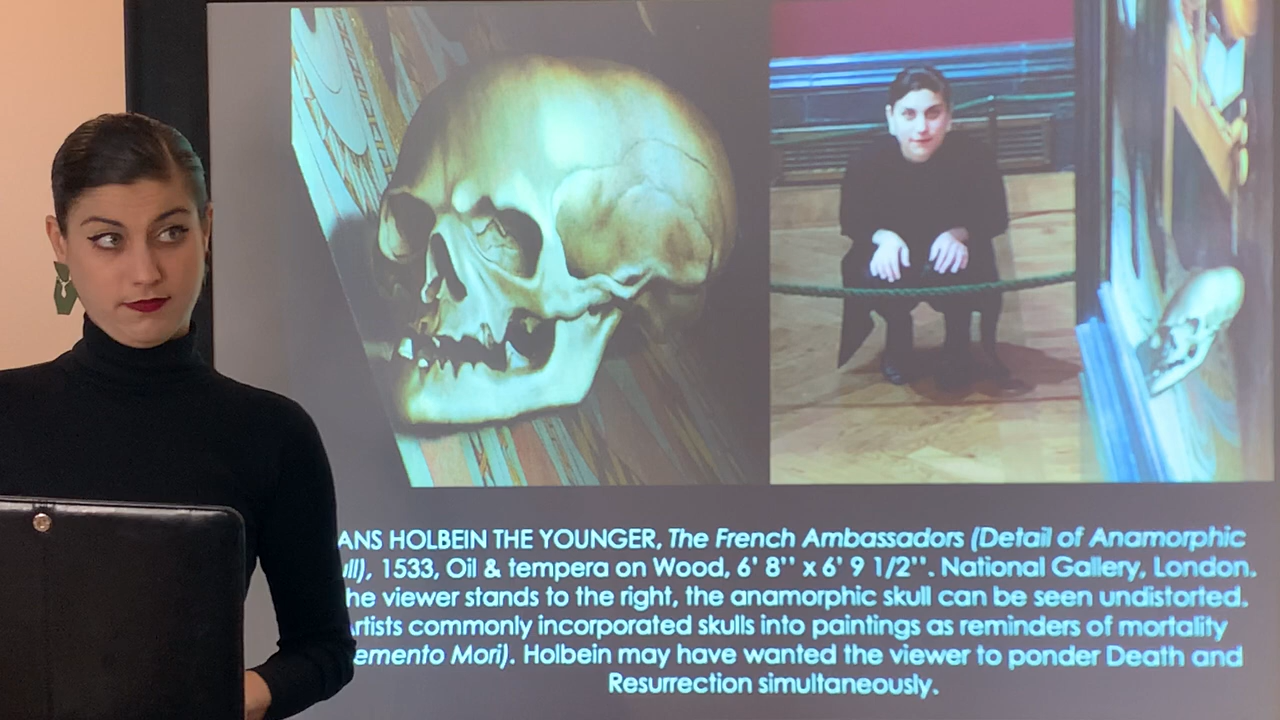 ANS HOLBEIN THE YOUNGER, The French Ambassadors (Detail of Anamorphic
ull), 1533, Oil & tempera on Wood, 6' 8'' x 6' 9 1/2''. National Gallery, London.
he viewer stands to the right, the anamorphic skull can be seen undistorted.
rtists commonly incorporated skulls into paintings as reminders of mortality
emento Mori). Holbein may have wanted the viewer to ponder Death and
Resurrection simultaneously.